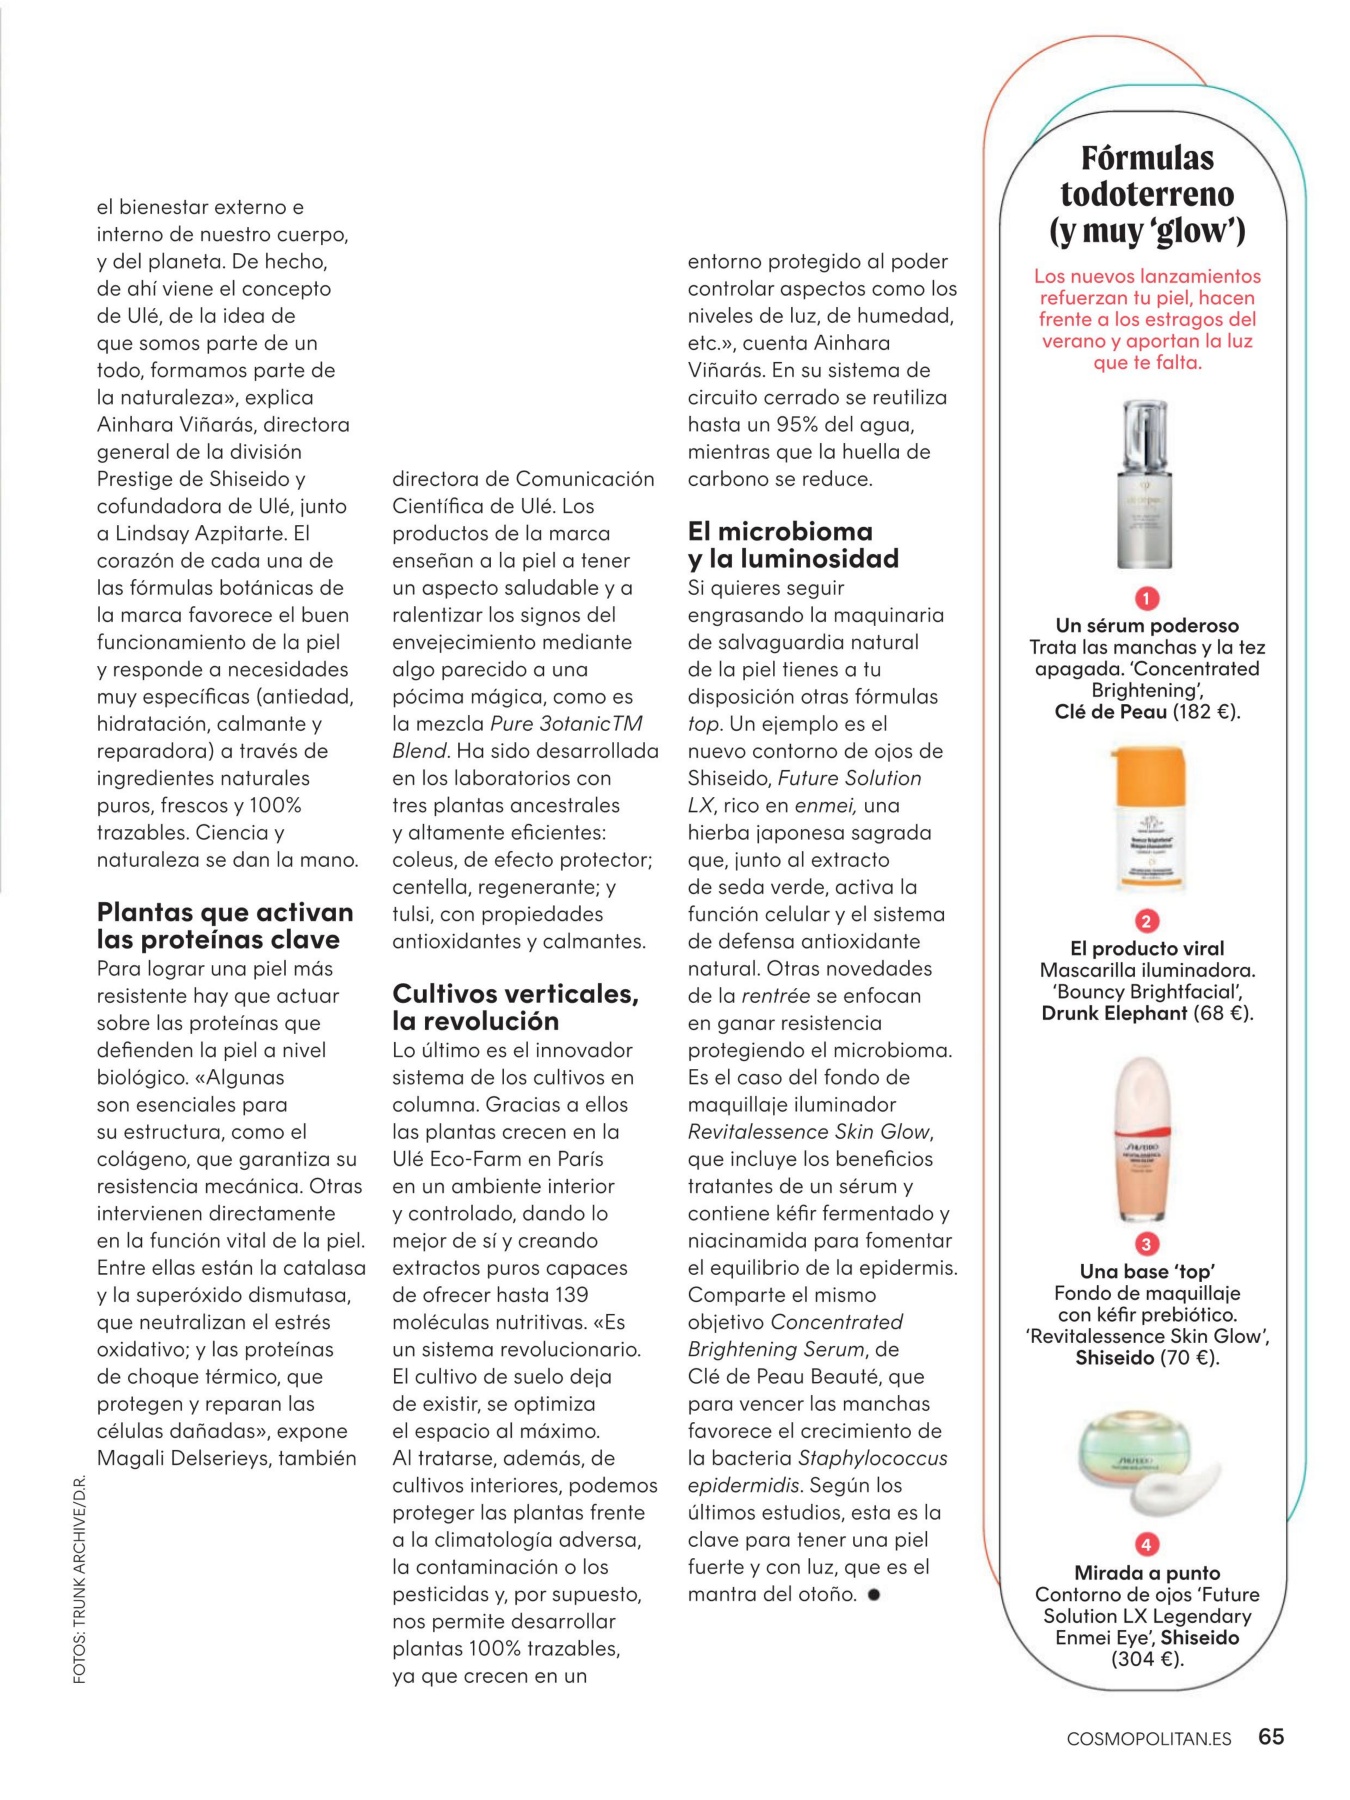 el bienestar externo e
interno de nuestro cuerpo,
y del planeta. De hecho,
de ahí viene el concepto
de Ulé, de la idea de
que somos parte de un
todo, formamos parte de
la naturaleza», explica
Ainhara Viñarás, directora
general de la división
Prestige de Shiseido y
cofundadora de Ulé, junto
a Lindsay Azpitarte. El
corazón de cada una de
las fórmulas botánicas de
la marca favorece el buen
funcionamiento de la piel
y responde a necesidades
muy específicas (antiedad,
hidratación, calmante y
reparadora) a través de
ingredientes naturales
puros, frescos y 100%
trazables. Ciencia y
naturaleza se dan la mano.
Plantas que activan
las proteínas clave
Para lograr una piel más
resistente hay que actuar
sobre las proteínas que
defienden la piel a nivel
biológico. «Algunas
son esenciales para
su estructura, como el
colágeno, que garantiza su
resistencia mecánica. Otras
intervienen directamente
en la función vital de la piel.
Entre ellas están la catalasa
y la superóxido dismutasa,
que neutralizan el estrés
oxidativo; y las proteínas
de choque térmico, que
protegen y reparan las
células dañadas», expone
Magali Delserieys, también
directora de Comunicación
Científica de Ulé. Los
productos de la marca
enseñan a la piel a tener
un aspecto saludable y a
ralentizar los signos del
envejecimiento mediante
algo parecido a una
pócima mágica, como es
la mezcla Pure 3otanicTM
Blend. Ha sido desarrollada
en los laboratorios con
tres plantas ancestrales
y altamente eficientes:
coleus, de efecto protector;
centella, regenerante; y
tulsi, con propiedades
antioxidantes y calmantes.
Cultivos verticales,
la revolución
Lo último es el innovador
sistema de los cultivos en
columna. Gracias a ellos
las plantas crecen en la
Ulé Eco-Farm en París
en un ambiente interior
y controlado, dando lo
mejor de sí y creando
extractos puros capaces
de ofrecer hasta 139
moléculas nutritivas. «Es
un sistema revolucionario.
El cultivo de suelo deja
de existir, se optimiza
el espacio al máximo.
Al tratarse, además, de
cultivos interiores, podemos
proteger las plantas frente
a la climatología adversa,
la contaminación o los
pesticidas y, por supuesto,
nos permite desarrollar
plantas 100% trazables,
ya que crecen en un
entorno protegido al poder
controlar aspectos como los
niveles de luz, de humedad,
etc.», cuenta Ainhara
Viñarás. En su sistema de
circuito cerrado se reutiliza
hasta un 95% del agua,
mientras que la huella de
carbono se reduce.
El microbioma
y la luminosidad
Si quieres seguir
engrasando la maquinaria
de salvaguardia natural
de la piel tienes a tu
disposición otras fórmulas
top. Un ejemplo es el
nuevo contorno de ojos de
Shiseido, Future Solution
LX, rico en enmei, una
hierba japonesa sagrada
que, junto al extracto
de seda verde, activa la
función celular y el sistema
de defensa antioxidante
natural. Otras novedades
de la rentrée se enfocan
en ganar resistencia
protegiendo el microbioma.
Es el caso del fondo de
maquillaje iluminador
Revitalessence Skin Glow,
que incluye los beneficios
tratantes de un sérum y
contiene kéfir fermentado y
niacinamida para fomentar
el equilibrio de la epidermis.
Comparte el mismo
objetivo Concentrated
Brightening Serum, de
Clé de Peau Beauté, que
para vencer las manchas
favorece el crecimiento de
la bacteria Staphylococcus
epidermidis. Según los
últimos estudios, esta es la
clave para tener una piel
fuerte y con luz, que es el
mantra del otoño. ●
Fórmulas
todoterreno
(y muy ‘glow’)
Los nuevos lanzamientos
refuerzan tu piel, hacen
frente a los estragos del
verano y aportan la luz
que te falta.
1
Un sérum poderoso
Trata las manchas y la tez
apagada. ‘Concentrated
Brightening’,
Clé de Peau (182 €).
2
El producto viral
Mascarilla iluminadora.
‘Bouncy Brightfacial’,
Drunk Elephant (68 €).
SHISEIDO
3
Una base ‘top’
Fondo de maquillaje
con kéfir prebiótico.
‘Revitalessence Skin Glow’,
Shiseido (70 €).
SHISEIDO
4
Mirada a punto
Contorno de ojos ‘Future
Solution LX Legendary
Enmei Eye’, Shiseido
(304 €).
FOTOS: TRUNK ARCHIVE/D.R.
COSMOPOLITAN.ES 65